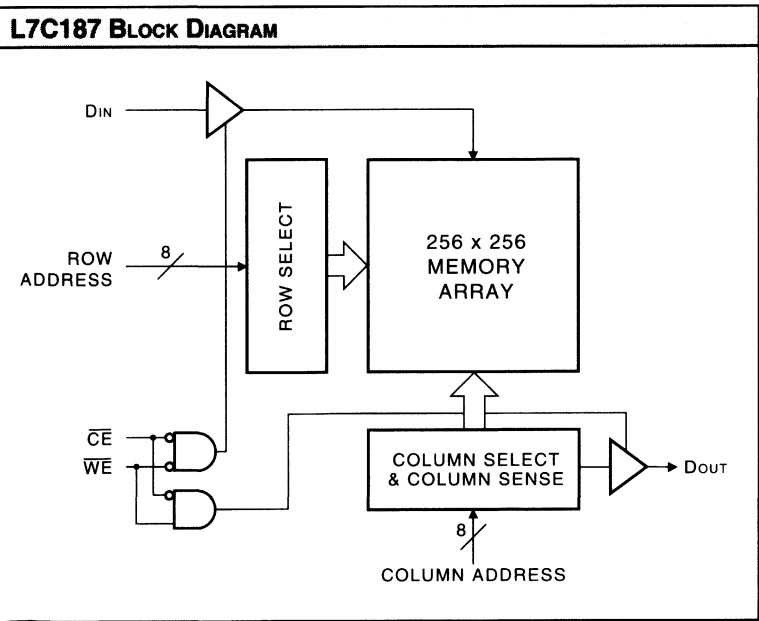 L7C187 BLOCK DIAGRAM
DIN
ROW
ADDRESS
8
ROW SELECT
256 x 256
MEMORY
ARRAY
CE
WE
COLUMN SELECT
& COLUMN SENSE
DOUT
8
COLUMN ADDRESS